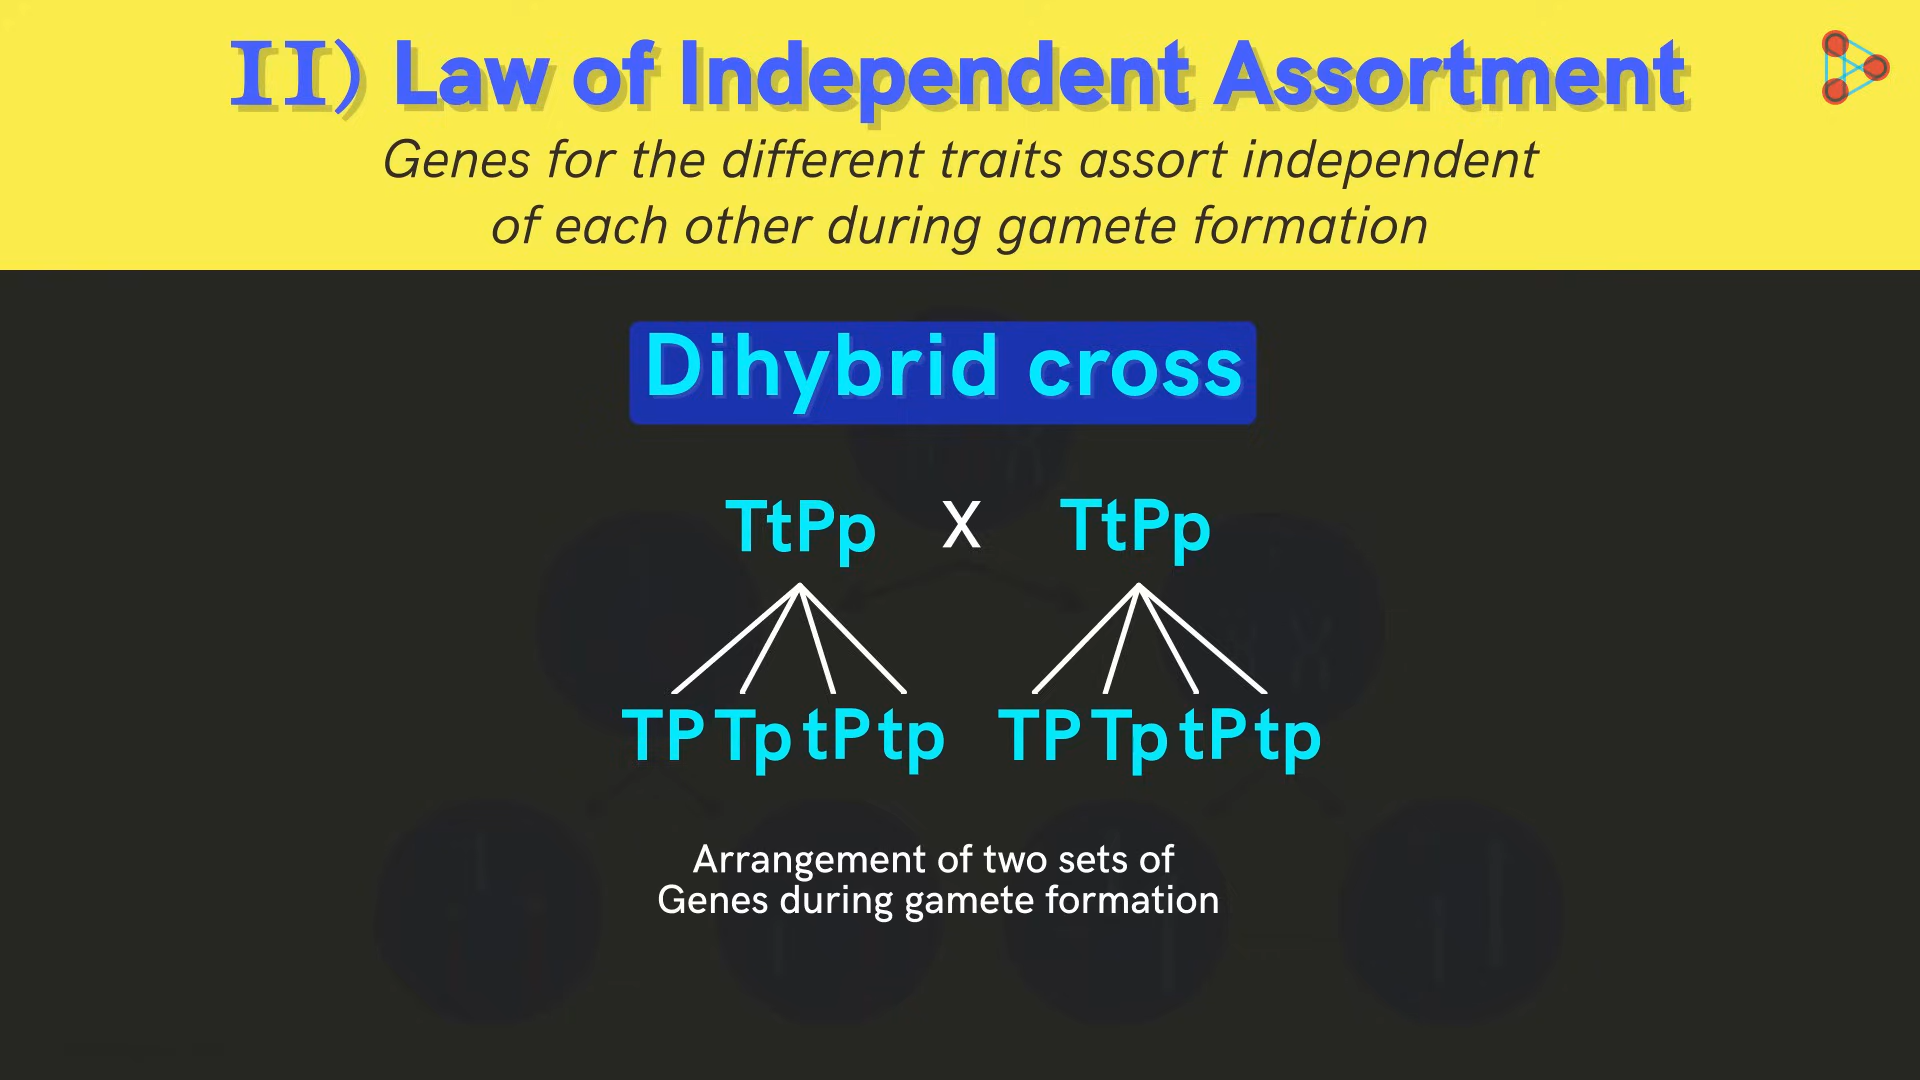 II) Law of Independent Assortment
Genes for the different traits assort independent
of each other during gamete formation
Dihybrid cross
TtPp X TtPp
TP Tp tP tp TP Tp tP tp
Arrangement of two sets of
Genes during gamete formation